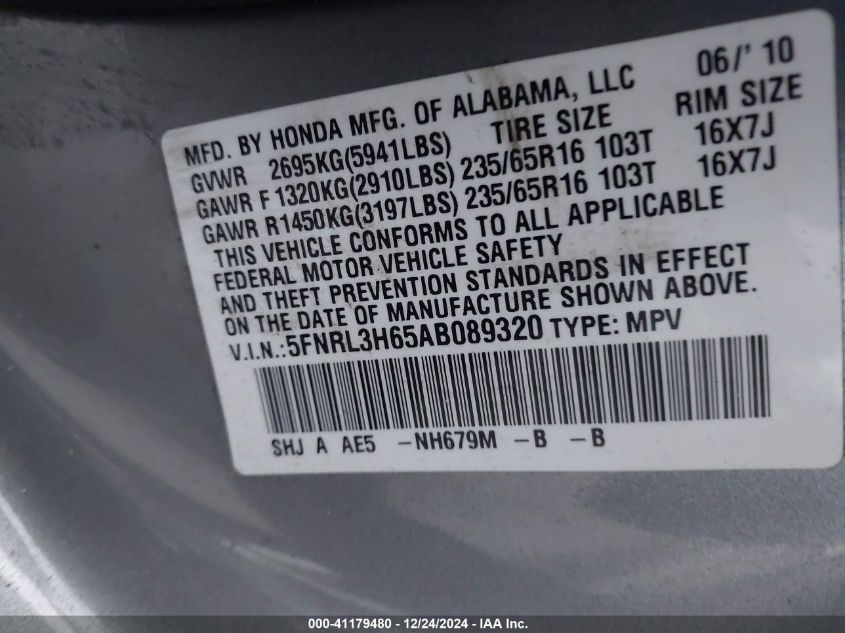 MFD. BY HONDA MFG. OF ALABAMA, LLC 06/' 10
GVWR 2695KG(5941LBS) TIRE SIZE RIM SIZE
GAWR F 1320KG(2910LBS) 235/65R16 103T 16X7J
GAWR R1450KG(3197LBS) 235/65R16 103T 16X7J
THIS VEHICLE CONFORMS TO ALL APPLICABLE
FEDERAL MOTOR VEHICLE SAFETY
AND THEFT PREVENTION STANDARDS IN EFFECT
ON THE DATE OF MANUFACTURE SHOWN ABOVE.
V.I.N.:5FNRL3H65AB089320 TYPE: MPV
SHJ A AE5 -NH679M -B -B
000-41179480 - 12/24/2024 - IAA Inc.